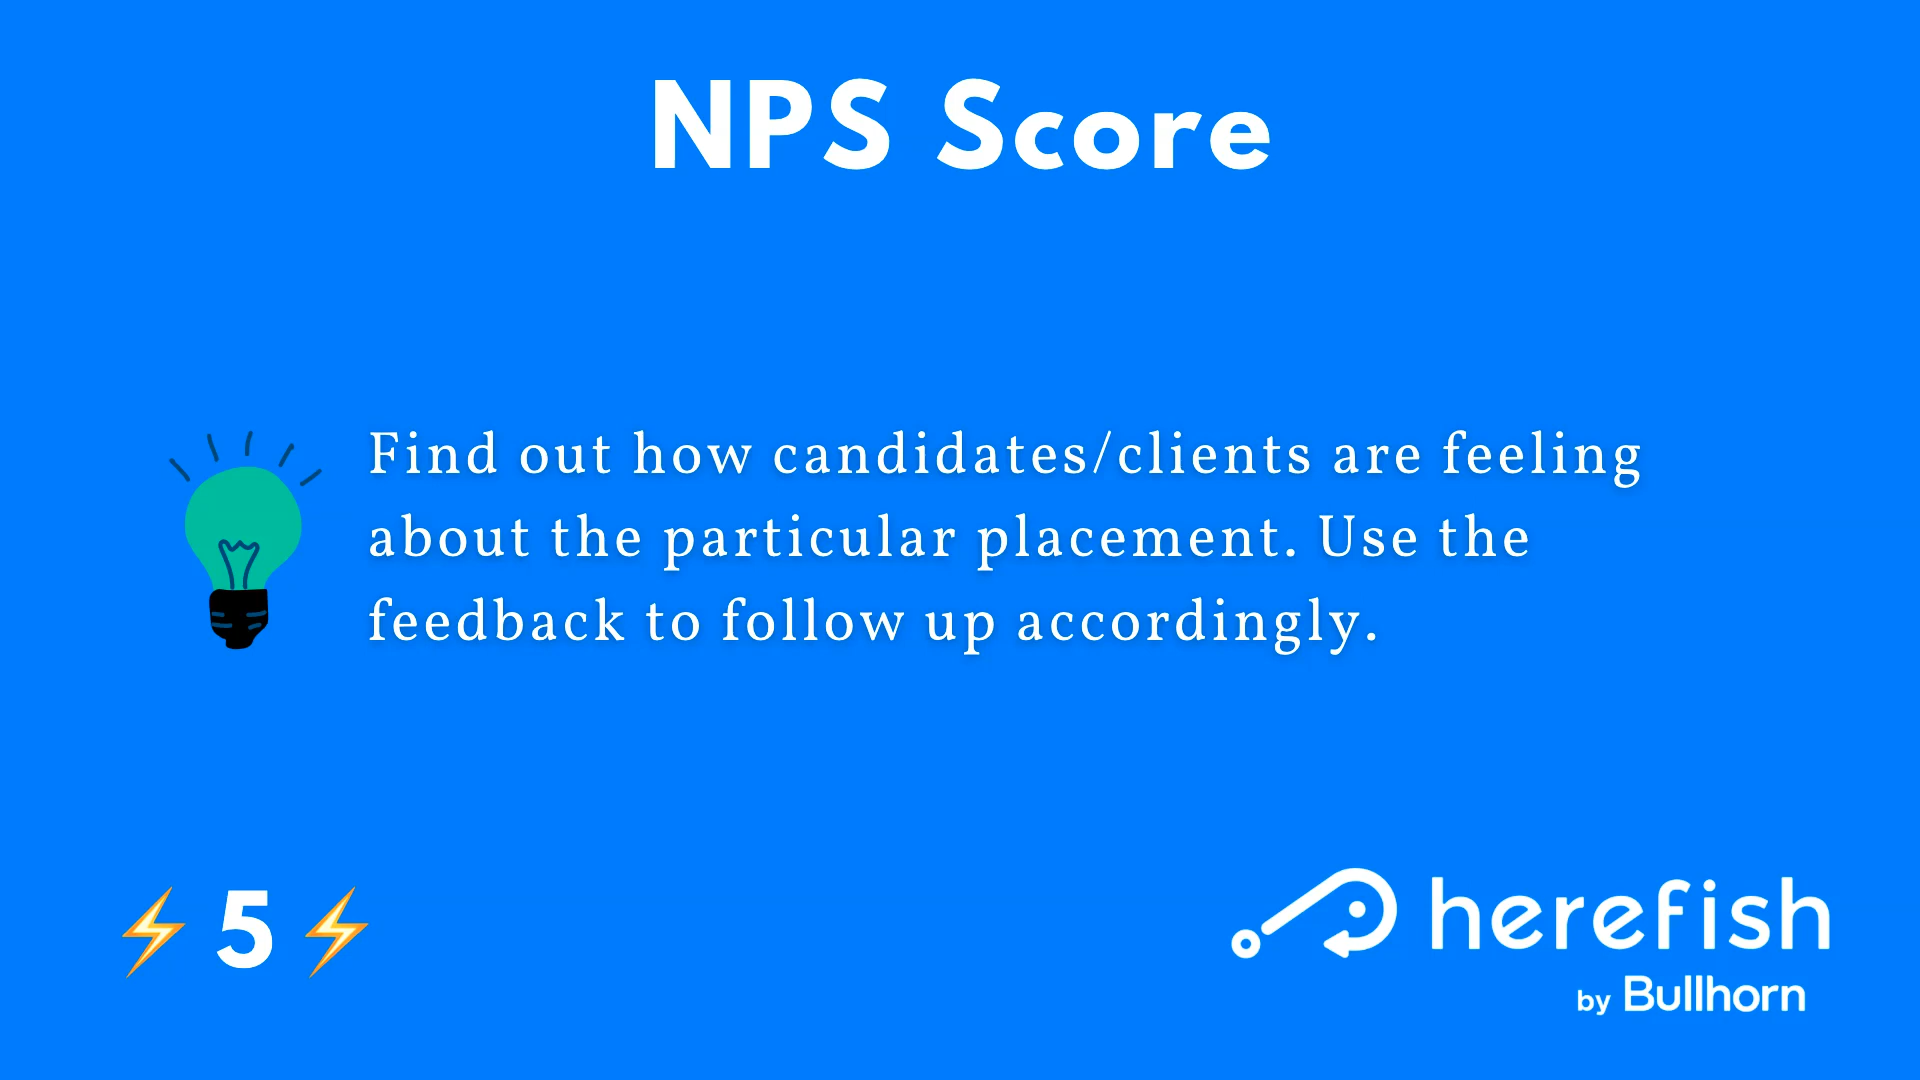 NPS Score
Find out how candidates/clients are feeling
about the particular placement. Use the
feedback to follow up accordingly.
⚡ 5 ⚡
herefish
by Bullhorn